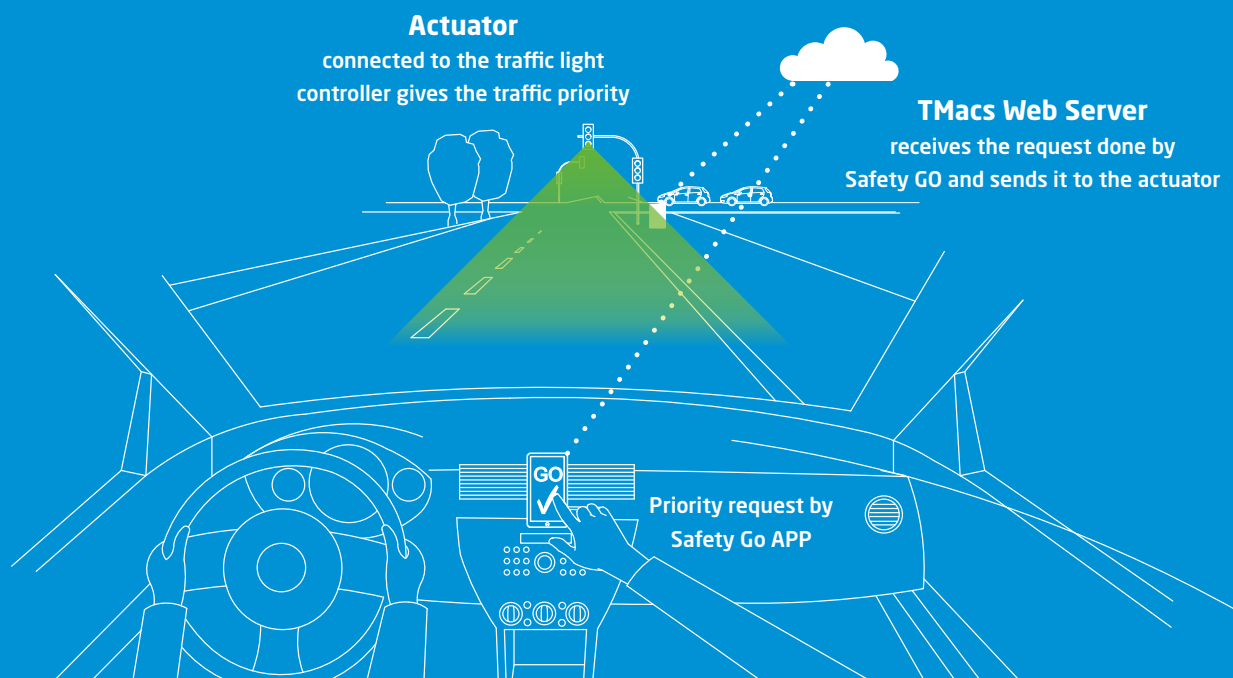 Actuator
connected to the traffic light
controller gives the traffic priority
TMacs Web Server
receives the request done by
Safety GO and sends it to the actuator
GO
Priority request by
Safety Go APP